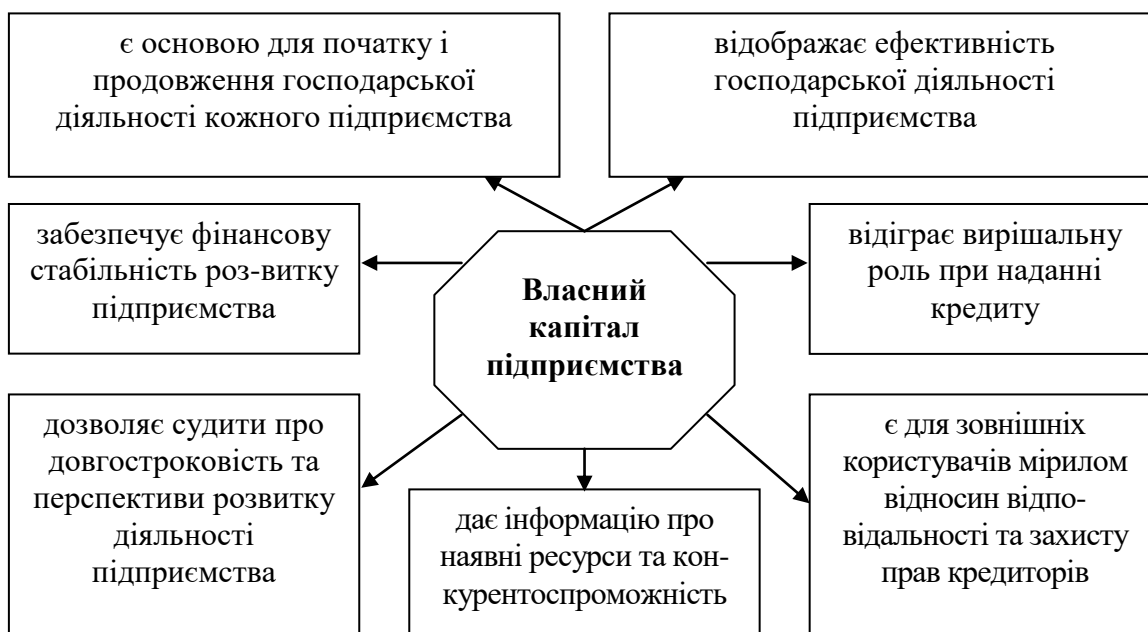 є основою для початку і
продовження господарської
діяльності кожного підприємства
відображає ефективність
господарської діяльності
підприємства
забезпечує фінансову
стабільність роз-витку
підприємства
Власний
капітал
підприємства
відіграє вирішальну
роль при наданні
кредиту
дозволяє судити про
довгостроковість та
перспективи розвитку
діяльності
підприємства
дає інформацію про
наявні ресурси та кон-
курентоспроможність
є для зовнішніх
користувачів мірилом
відносин відпо-
відальності та захисту
прав кредиторів